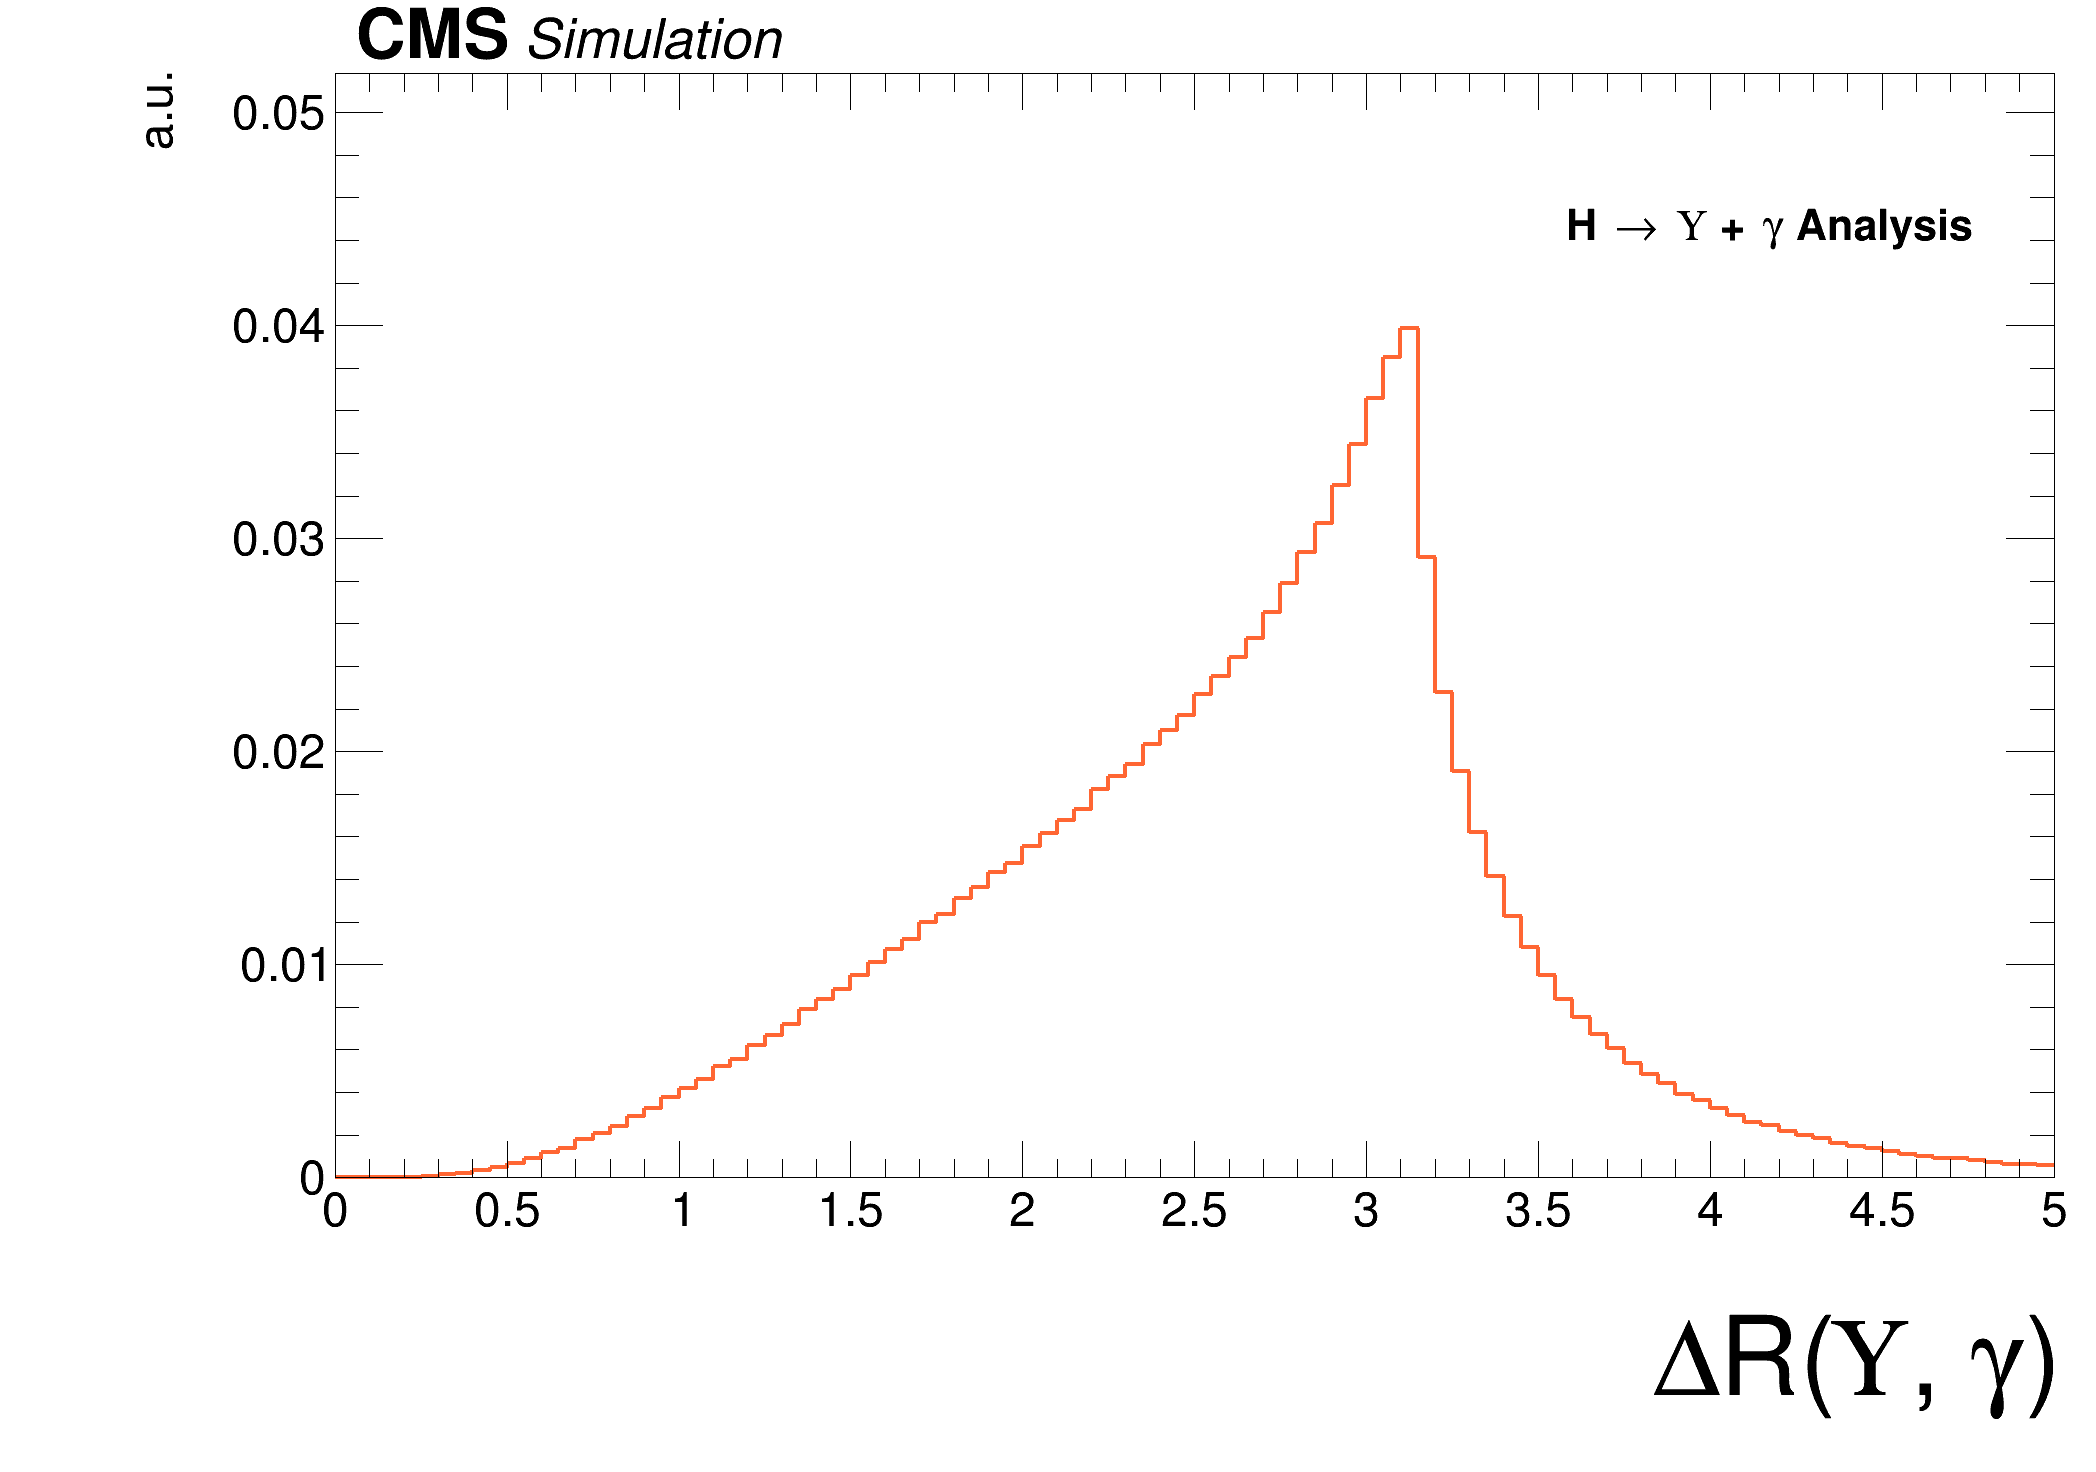 CMS Simulation
a.u.
0.05
H → Υ + γ Analysis
0.04
0.03
0.02
0.01
0
0 0.5 1 1.5 2 2.5 3 3.5 4 4.5 5
ΔR(Υ, γ)